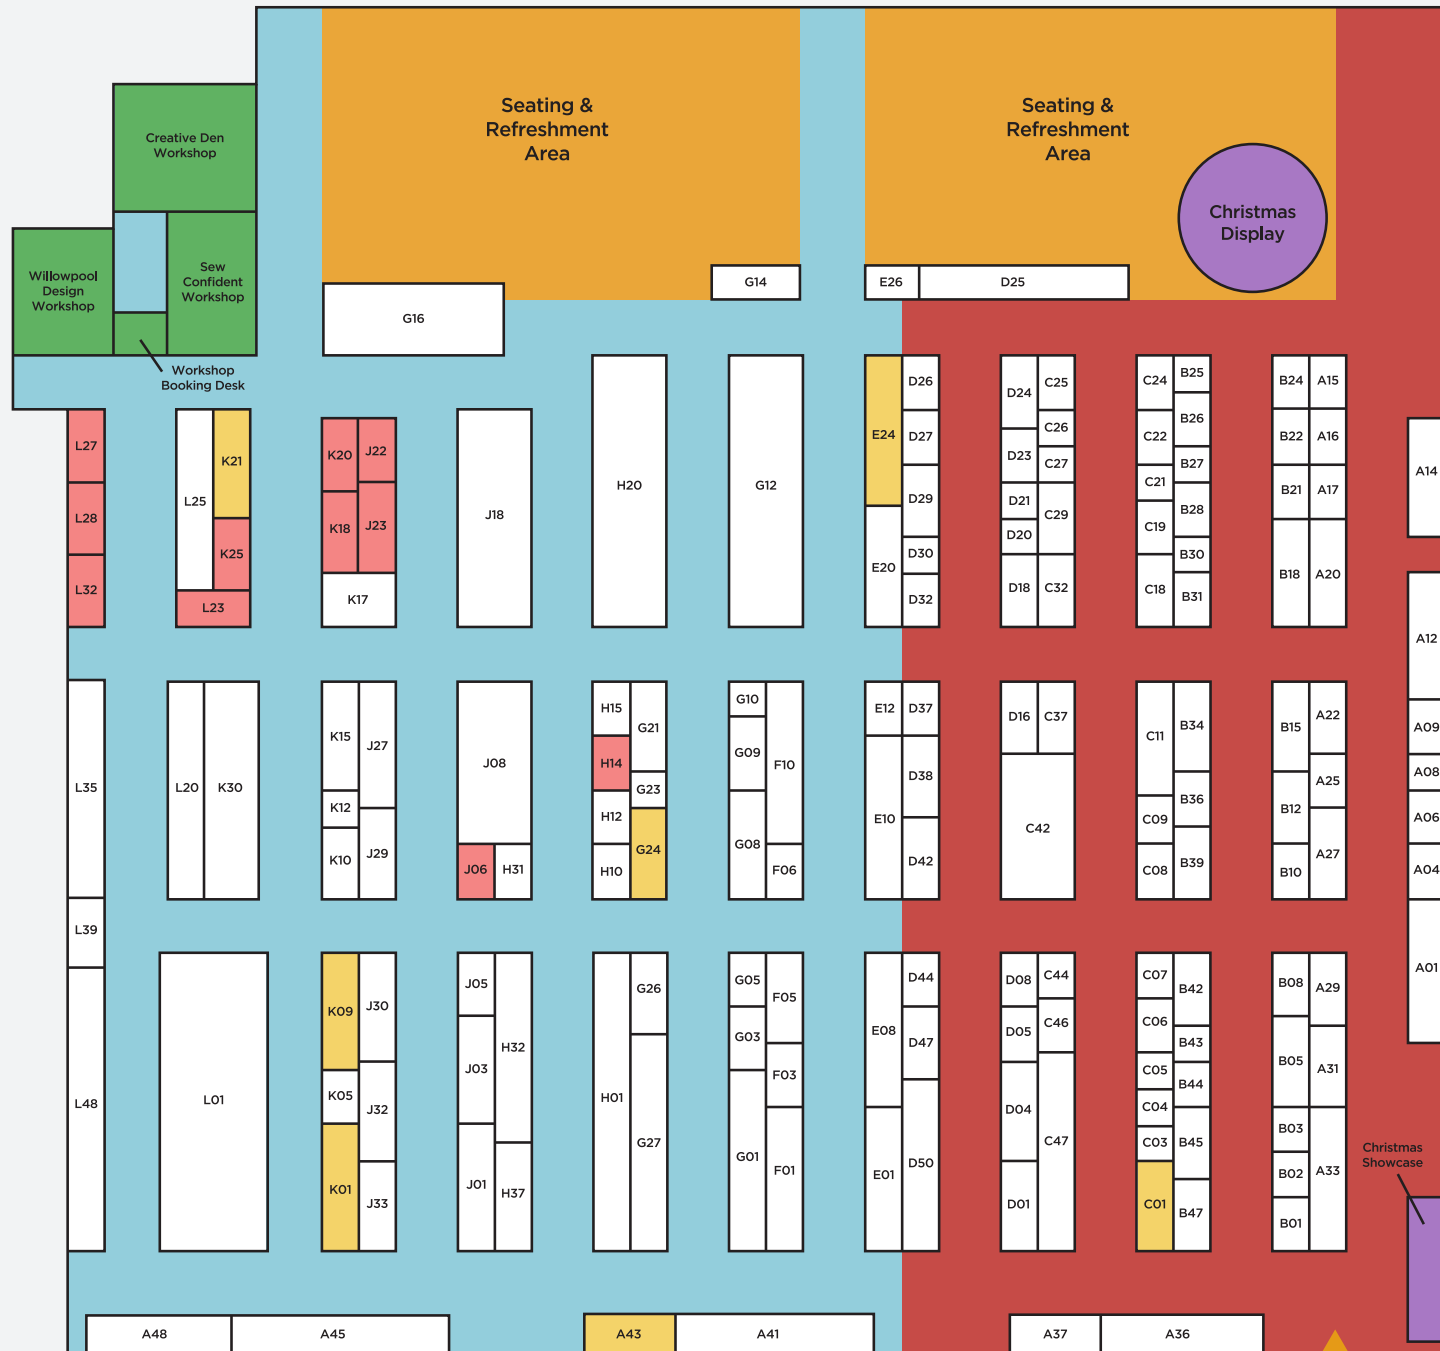 Seating &
Refreshment
Area
Seating &
Refreshment
Area
Creative Den
Workshop
Christmas
Display
Willowpool
Design
Workshop
Sew
Confident
Workshop
G14
E26
D25
G16
Workshop
Booking Desk
L27
L28
L32
L25
K21
K25
L23
K20
J22
K18
J23
K17
J18
H20
G12
E24
E20
D26
D27
D29
D30
D32
D24
D23
D21
D20
D18
C25
C26
C27
C29
C32
C24
C22
C21
C19
C18
B25
B26
B27
B28
B30
B31
B24
B22
B21
B18
A15
A16
A17
A20
A14
A12
A09
A08
A06
A04
A01
L35
L39
L48
L20
K30
K15
K12
K10
J27
J29
J08
J06
H31
H15
H14
H12
H10
G21
G23
G24
G10
G09
G08
F10
F06
E12
E10
D37
D38
D42
D16
C37
C42
C11
C09
C08
B34
B36
B39
B15
B12
B10
A22
A25
A27
L01
K09
K05
K01
J30
J32
J33
J05
J03
J01
H32
H37
H01
G26
G27
G05
G03
G01
F05
F03
F01
E08
E01
D44
D47
D50
D08
D05
D04
D01
C44
C46
C47
C07
C06
C05
C04
C03
C01
B42
B43
B44
B45
B47
B08
B05
B03
B02
B01
A29
A31
A33
Christmas
Showcase
A48
A45
A43
A41
A37
A36